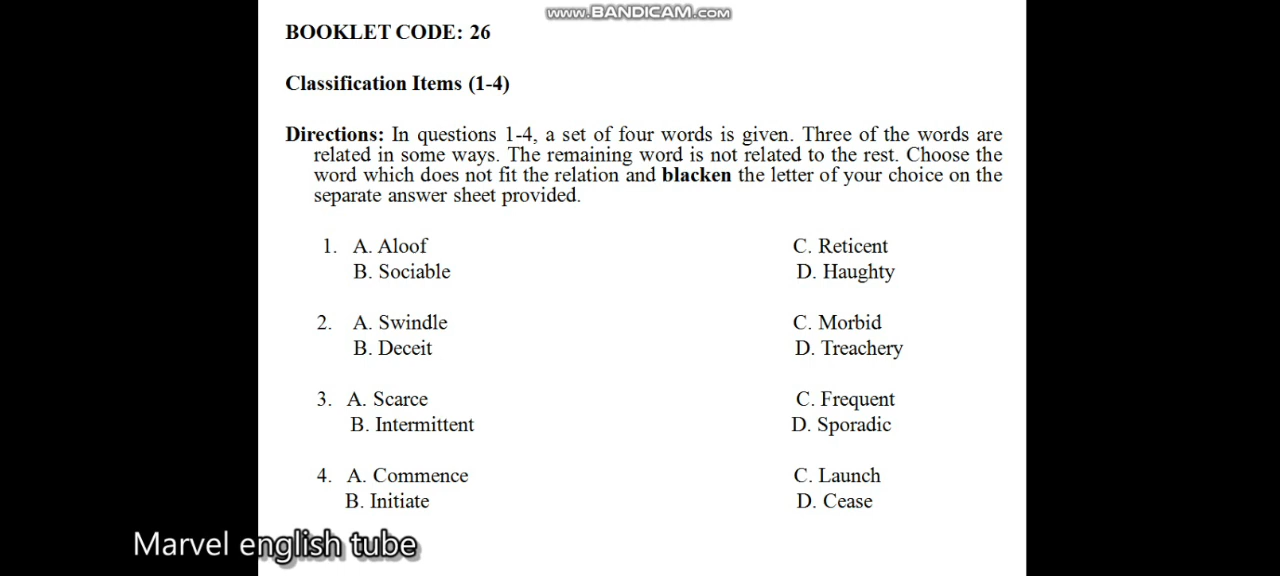 www.BANDICAM.com
BOOKLET CODE: 26
Classification Items (1-4)
Directions: In questions 1-4, a set of four words is given. Three of the words are
related in some ways. The remaining word is not related to the rest. Choose the
word which does not fit the relation and blacken the letter of your choice on the
separate answer sheet provided.
1. A. Aloof C. Reticent
B. Sociable D. Haughty
2. A. Swindle C. Morbid
B. Deceit D. Treachery
3. A. Scarce C. Frequent
B. Intermittent D. Sporadic
4. A. Commence C. Launch
B. Initiate D. Cease
Marvel english tube